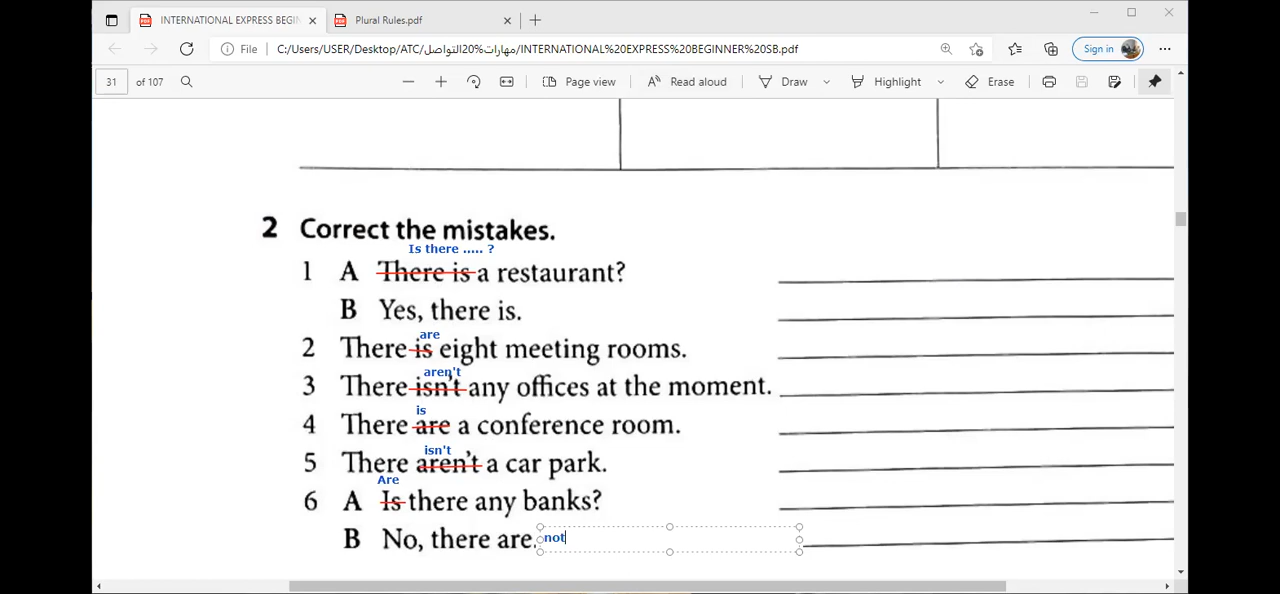 INTERNATIONAL EXPRESS BEGIN
Plural Rules.pdf
File
C:/Users/USER/Desktop/ATC/مهارات%20التواصل/INTERNATIONAL%20EXPRESS%20BEGINNER%20SB.pdf
Sign in
31 of 107
Page view
Read aloud
Draw
Highlight
Erase
2 Correct the mistakes.
Is there ..... ?
1 A There is a restaurant?
B Yes, there is.
are
2 There is eight meeting rooms.
aren't
3 There isn't any offices at the moment.
is
4 There are a conference room.
isn't
5 There aren't a car park.
Are
6 A Is there any banks?
B No, there are. not